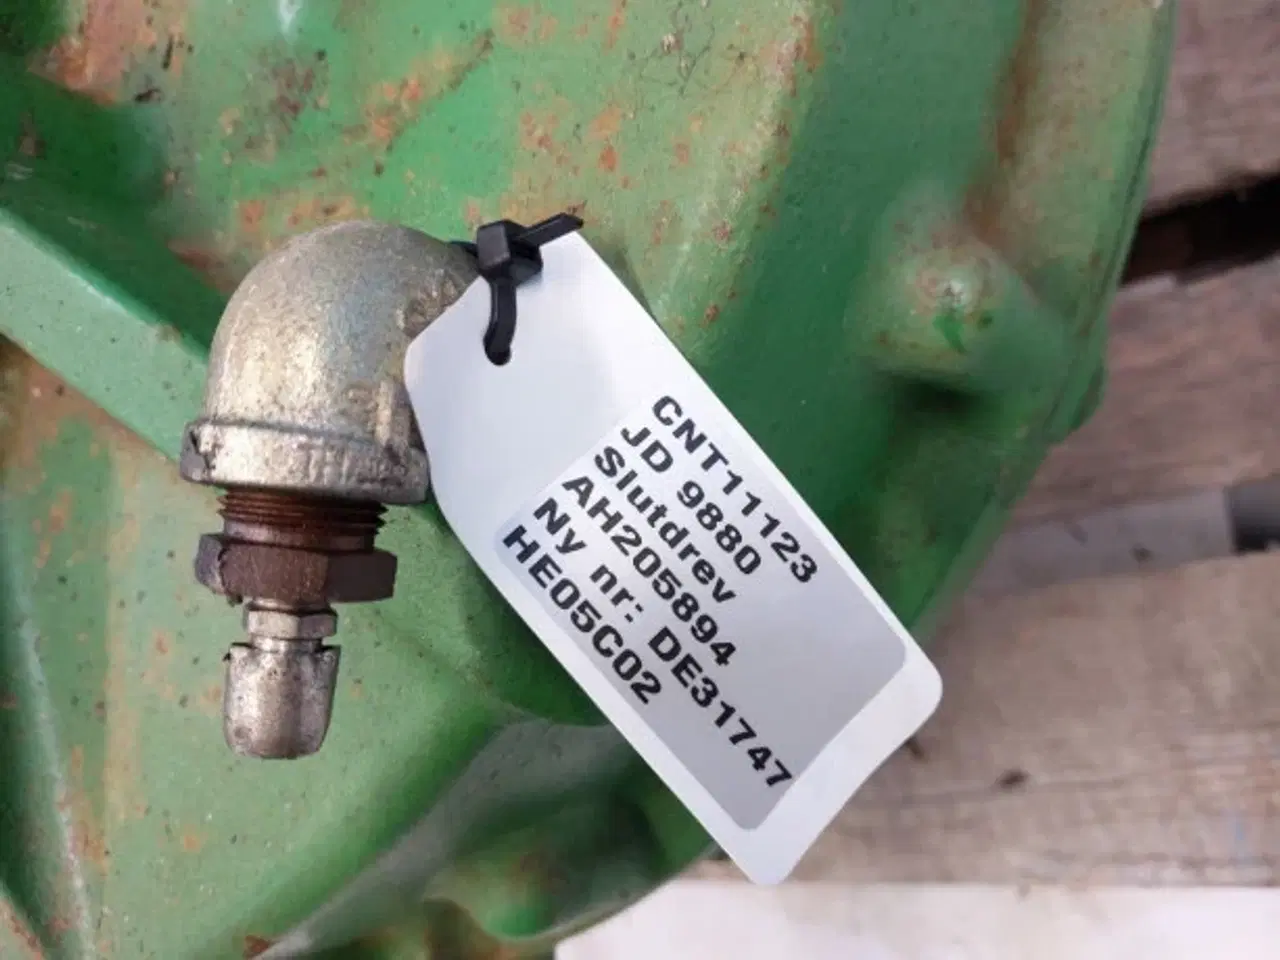 CNT11123
JD 9880
Slutdrev
AH205894
Ny nr: DE31747
HE05C02